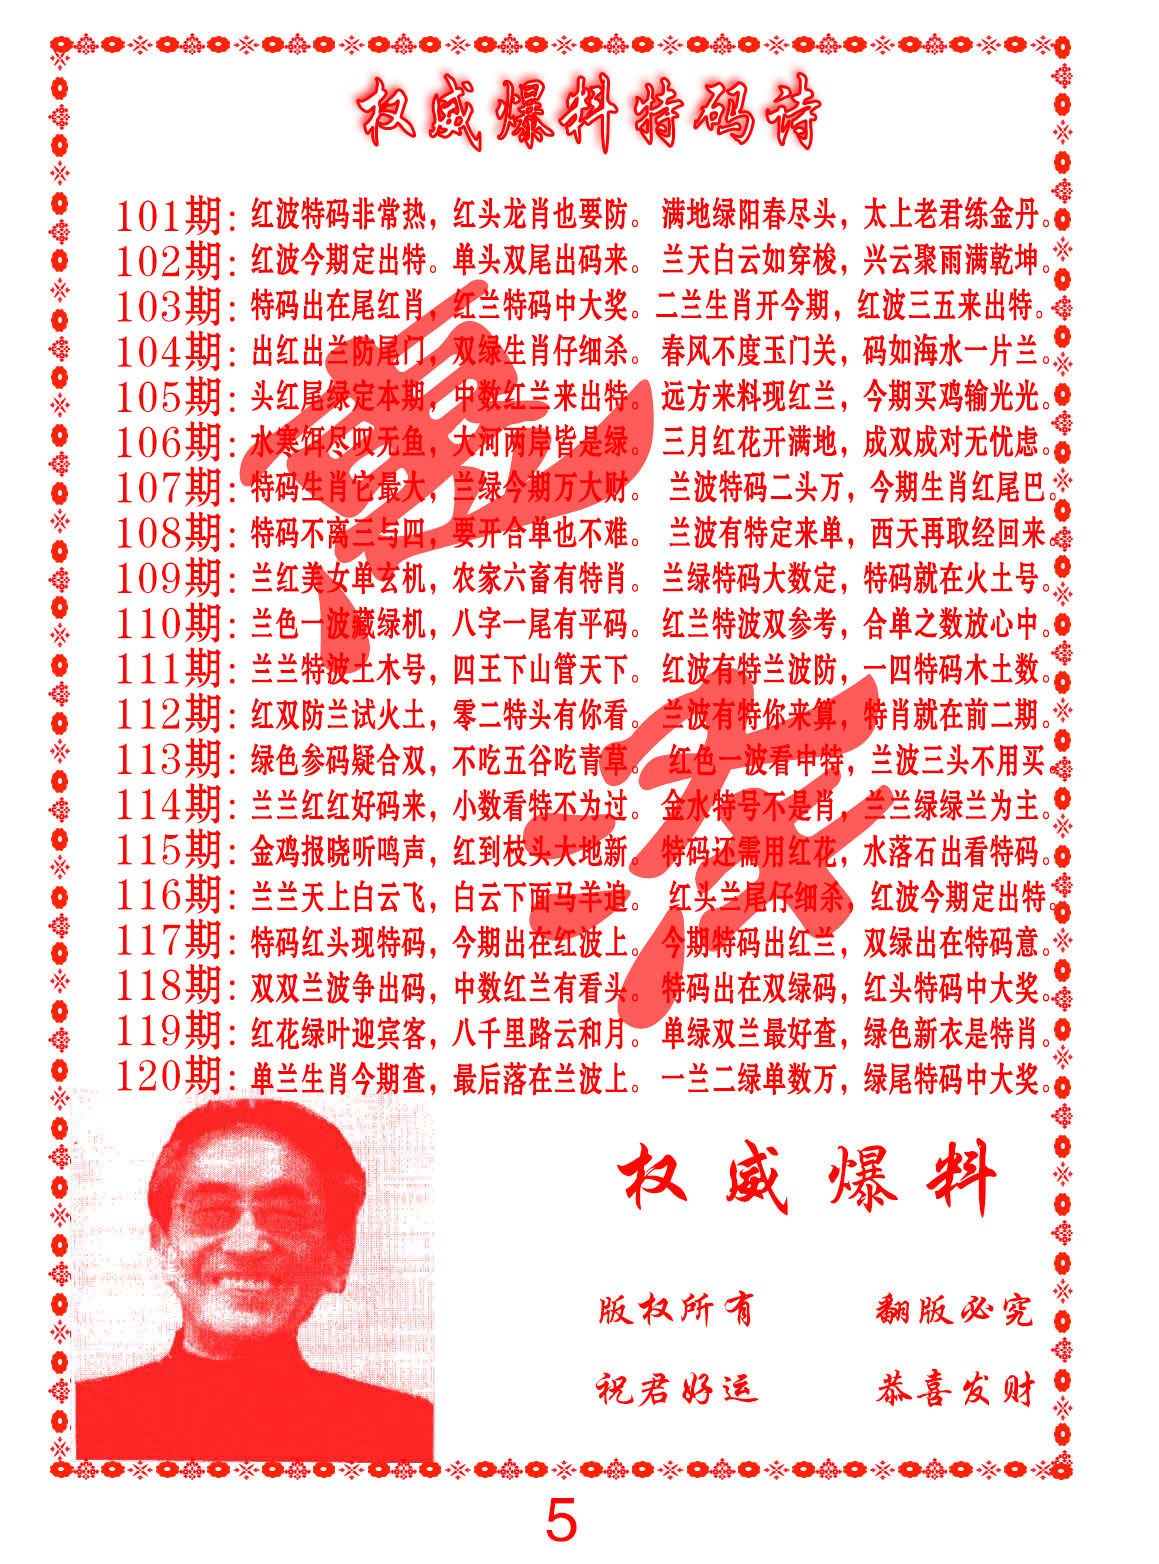 权威爆料特码诗
101期：红波特码非常热，红头龙肖也要防。满地绿阳春尽头，太上老君练金丹。
102期：红波今期定出特。单头双尾出码来。兰天白云如穿梭，兴云聚雨满乾坤。
103期：特码出在尾红肖，红兰特码中大奖。二兰生肖开今期，红波三五来出特。
104期：出红出兰防尾门，双绿生肖仔细杀。春风不度玉门关，码如海水一片兰。
105期：头红尾绿定本期，中数红兰来出特。远方来料现红兰，今期买鸡输光光。
106期：水寒饵尽叹无鱼，大河两岸皆是绿。三月红花开满地，成双成对无忧虑。
107期：特码生肖它最大，兰绿今期万大财。兰波特码二头万，今期生肖红尾巴。
108期：特码不离三与四，要开合单也不难。兰波有特定来单，西天再取经回来。
109期：兰红美女单玄机，农家六畜有特肖。兰绿特码大数定，特码就在火土号。
110期：兰色一波藏绿机，八字一尾有平码。红兰特波双参考，合单之数放心中。
111期：兰兰特波土木号，四王下山管天下。红波有特兰波防，一四特码木土数。
112期：红双防兰试火土，零二特头有你看。兰波有特你来算，特肖就在前二期。
113期：绿色参码疑合双，不吃五谷吃青草。红色一波看中特，兰波三头不用买。
114期：兰兰红红好码来，小数看特不为过。金水特号不是肖，兰兰绿绿兰为主。
115期：金鸡报晓听鸣声，红到枝头大地新。特码还需用红花，水落石出看特码。
116期：兰兰天上白云飞，白云下面马羊追。红头兰尾仔细杀，红波今期定出特。
117期：特码红头现特码，今期出在红波上。今期特码出红兰，双绿出在特码意。
118期：双双兰波争出码，中数红兰有看头。特码出在双绿码，红头特码中大奖。
119期：红花绿叶迎宾客，八千里路云和月。单绿双兰最好查，绿色新衣是特肖。
120期：单兰生肖今期查，最后落在兰波上。一兰二绿单数万，绿尾特码中大奖。
权威爆料
版权所有 翻版必究
祝君好运 恭喜发财
5